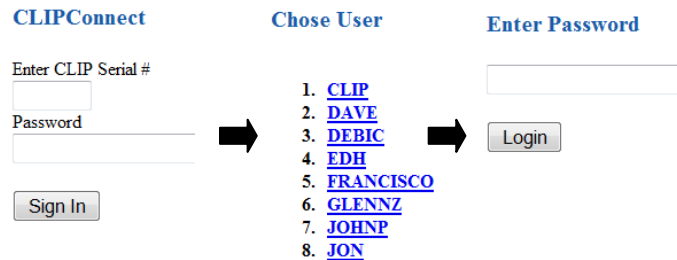 CLIPConnect
Enter CLIP Serial #
Password
Sign In
Chose User
1. CLIP
2. DAVE
3. DEBIC
4. EDH
5. FRANCISCO
6. GLENNZ
7. JOHNP
8. JON
Enter Password
Login